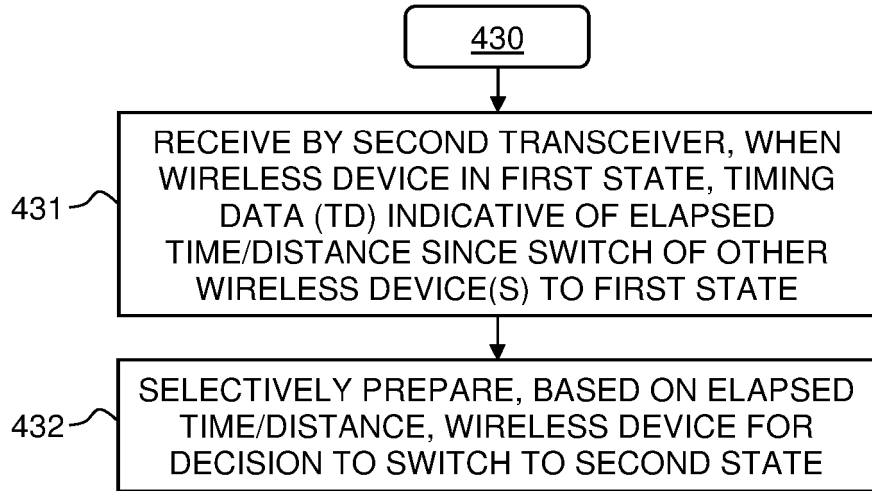 430
RECEIVE BY SECOND TRANSCEIVER, WHEN
WIRELESS DEVICE IN FIRST STATE, TIMING
DATA (TD) INDICATIVE OF ELAPSED
TIME/DISTANCE SINCE SWITCH OF OTHER
WIRELESS DEVICE(S) TO FIRST STATE
431
SELECTIVELY PREPARE, BASED ON ELAPSED
TIME/DISTANCE, WIRELESS DEVICE FOR
DECISION TO SWITCH TO SECOND STATE
432